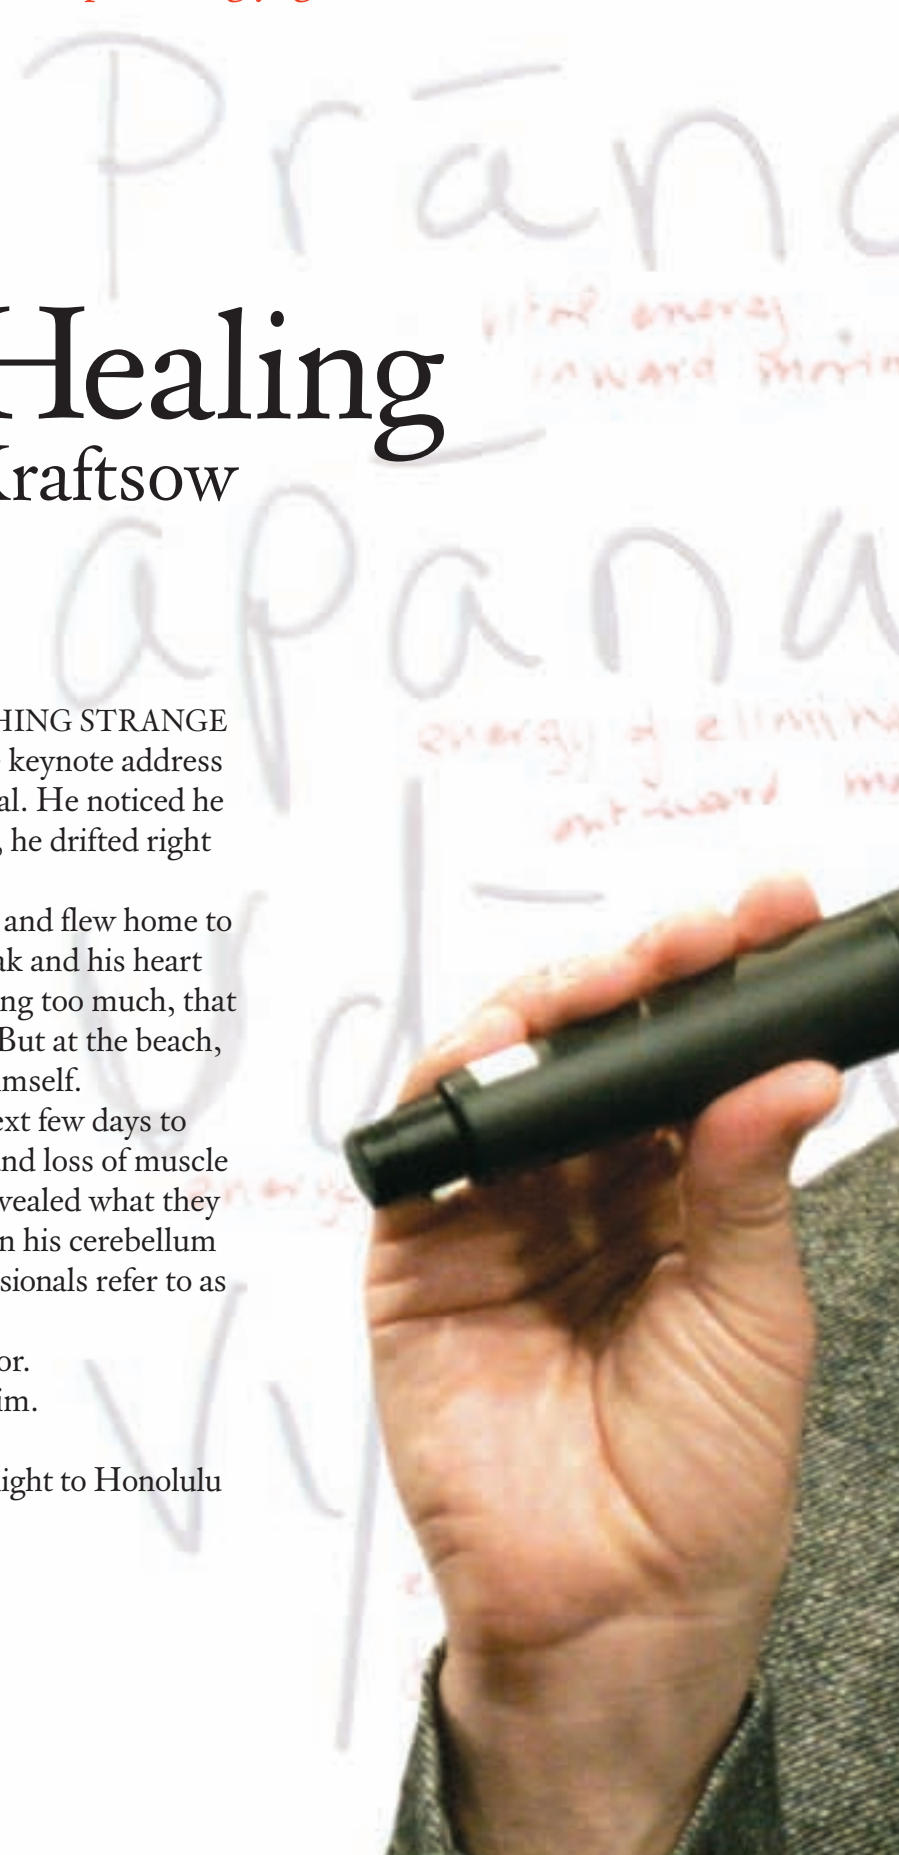 Prāna
vital energy
inward
Healing
Kraftsow
apāna
HING STRANGE
keynote address
al. He noticed he
, he drifted right
energy of
outward
and flew home to
ak and his heart
ng too much, that
But at the beach,
mself.
ext few days to
nd loss of muscle
vealed what they
n his cerebellum
sionals refer to as
or.
im.
ight to Honolulu
Ud
energy
Vy